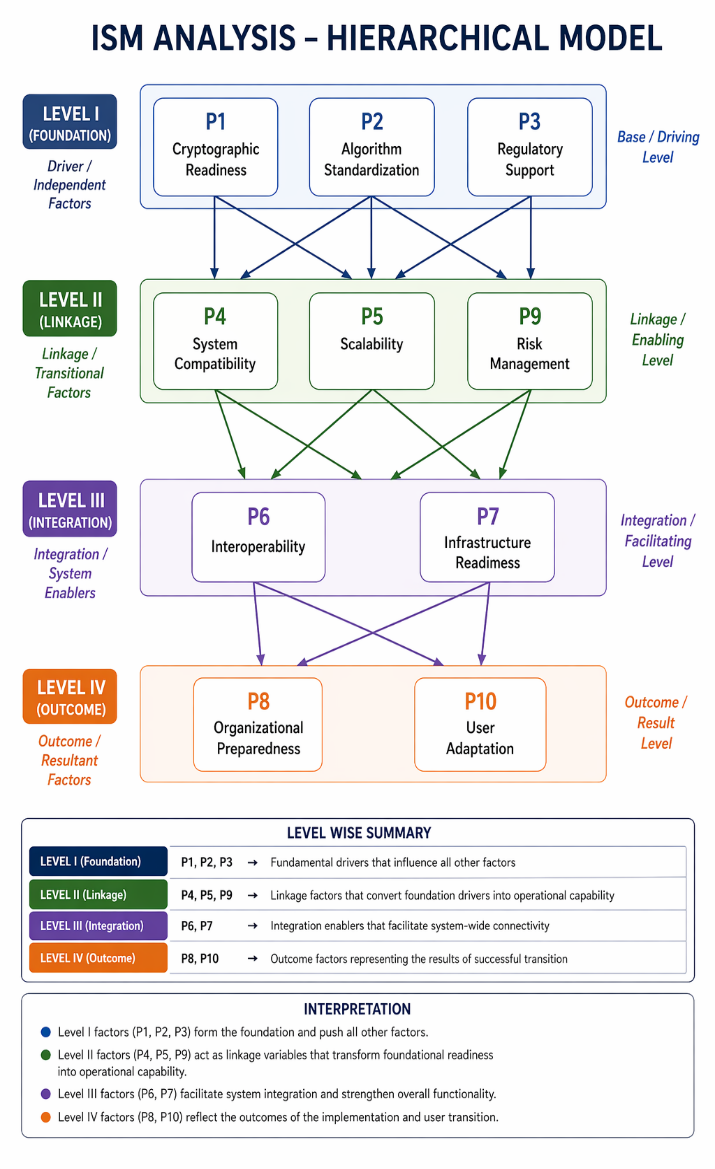 ISM ANALYSIS – HIERARCHICAL MODEL
LEVEL I
(FOUNDATION)
Driver /
Independent
Factors
P1
Cryptographic
Readiness
P2
Algorithm
Standardization
P3
Regulatory
Support
Base / Driving
Level
LEVEL II
(LINKAGE)
Linkage /
Transitional
Factors
P4
System
Compatibility
P5
Scalability
P9
Risk
Management
Linkage /
Enabling
Level
LEVEL III
(INTEGRATION)
Integration /
System
Enablers
P6
Interoperability
P7
Infrastructure
Readimess
Integration /
Facilitating
Level
LEVEL IV
(OUTCOME)
Outcome /
Resultant
Factors
P8
Organizational
Preparedness
P10
User
Adaptation
Outcome /
Result
Level
LEVEL WISE SUMMARY
LEVEL I (Foundation) P1, P2, P3 → Fundamental drivers that influence all other factors
LEVEL II (Linkage) P4, P5, P9 → Linkage factors that convert foundation drivers into operational capability
LEVEL III (Integration) P6, P7 → Integration enablers that facilitate system-wide connectivity
LEVEL IV (Outcome) P8, P10 → Outcome factors representing the results of successful transition
INTERPRETATION
● Level I factors (P1, P2, P3) form the foundation and push all other factors.
● Level II factors (P4, P5, P9) act as linkage variables that transform foundational readiness
into operational capability.
● Level III factors (P6, P7) facilitate system integration and strengthen overall functionality.
● Level IV factors (P8, P10) reflect the outcomes of the implementation and user transition.